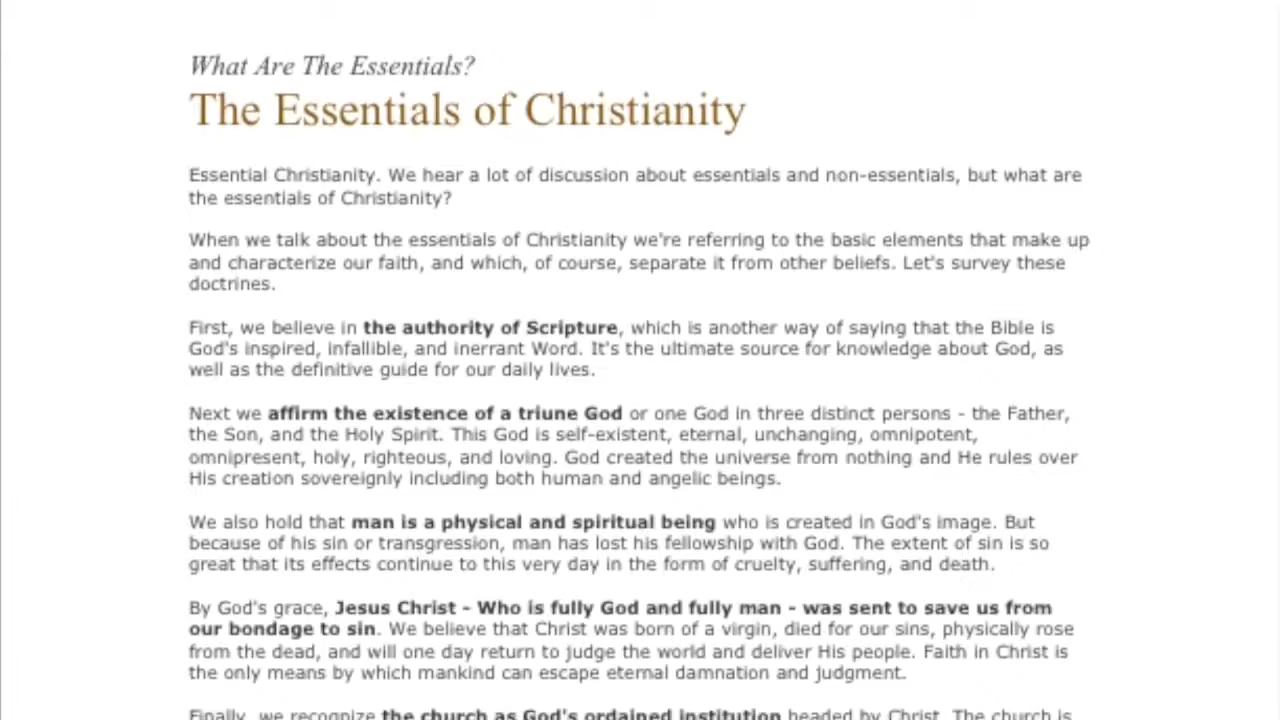 What Are The Essentials?
The Essentials of Christianity
Essential Christianity. We hear a lot of discussion about essentials and non-essentials, but what are
the essentials of Christianity?
When we talk about the essentials of Christianity we're referring to the basic elements that make up
and characterize our faith, and which, of course, separate it from other beliefs. Let's survey these
doctrines.
First, we believe in the authority of Scripture, which is another way of saying that the Bible is
God's inspired, infallible, and inerrant Word. It's the ultimate source for knowledge about God, as
well as the definitive guide for our daily lives.
Next we affirm the existence of a triune God or one God in three distinct persons - the Father,
the Son, and the Holy Spirit. This God is self-existent, eternal, unchanging, omnipotent,
omnipresent, holy, righteous, and loving. God created the universe from nothing and He rules over
His creation sovereignly including both human and angelic beings.
We also hold that man is a physical and spiritual being who is created in God's image. But
because of his sin or transgression, man has lost his fellowship with God. The extent of sin is so
great that its effects continue to this very day in the form of cruelty, suffering, and death.
By God's grace, Jesus Christ - Who is fully God and fully man - was sent to save us from
our bondage to sin. We believe that Christ was born of a virgin, died for our sins, physically rose
from the dead, and will one day return to judge the world and deliver His people. Faith in Christ is
the only means by which mankind can escape eternal damnation and judgment.
Finally, we recognize the church as God's ordained institution headed by Christ. The church is